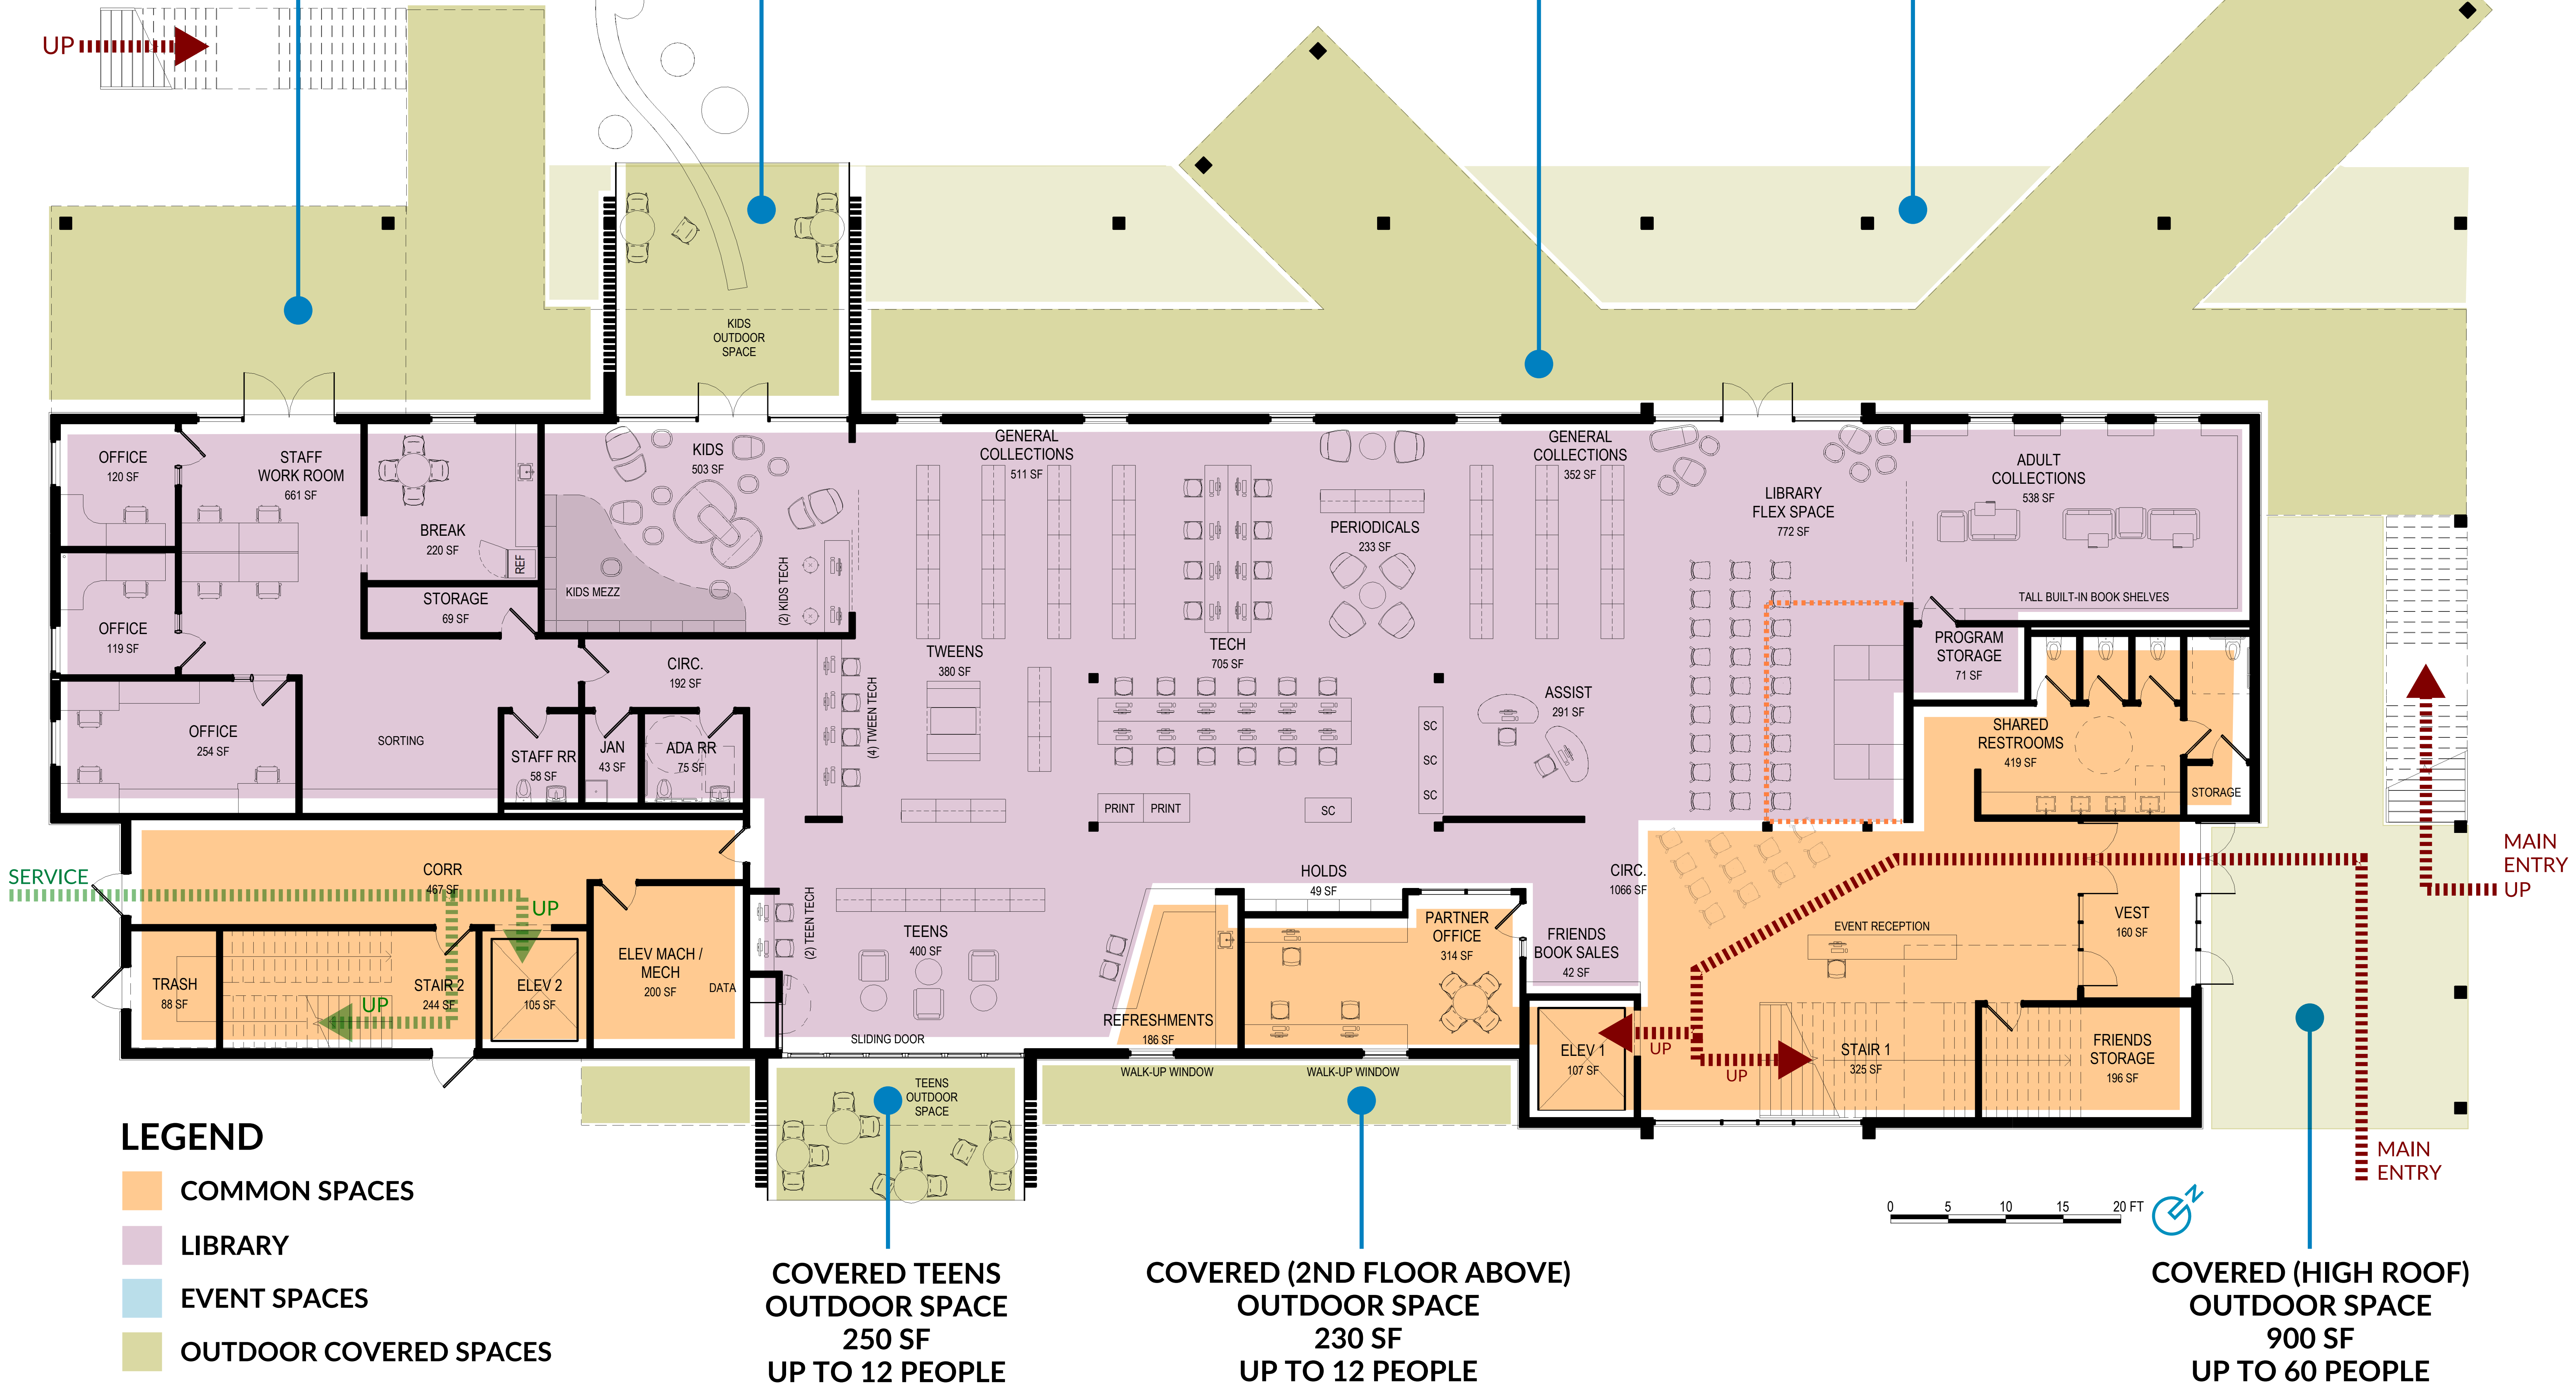 UP
KIDS
OUTDOOR
SPACE
OFFICE
120 SF
STAFF
WORK ROOM
661 SF
BREAK
220 SF
REF
KIDS
503 SF
KIDS MEZZ
(2) KIDS TECH
GENERAL
COLLECTIONS
511 SF
PERIODICALS
233 SF
GENERAL
COLLECTIONS
352 SF
LIBRARY
FLEX SPACE
772 SF
ADULT
COLLECTIONS
538 SF
TALL BUILT-IN BOOK SHELVES
STORAGE
69 SF
OFFICE
119 SF
CIRC.
192 SF
TWEENS
380 SF
(4) TWEEN TECH
TECH
705 SF
ASSIST
291 SF
SC
SC
SC
PROGRAM
STORAGE
71 SF
OFFICE
254 SF
SORTING
STAFF RR
58 SF
JAN
43 SF
ADA RR
75 SF
PRINT
PRINT
SC
SHARED
RESTROOMS
419 SF
STORAGE
MAIN
ENTRY
UP
SERVICE
CORR
467 SF
UP
HOLDS
49 SF
CIRC.
1066 SF
(2) TEEN TECH
TEENS
400 SF
PARTNER
OFFICE
314 SF
FRIENDS
BOOK SALES
42 SF
EVENT RECEPTION
VEST
160 SF
TRASH
88 SF
STAIR 2
244 SF
UP
ELEV 2
105 SF
ELEV MACH /
MECH
200 SF
DATA
SLIDING DOOR
REFRESHMENTS
186 SF
WALK-UP WINDOW
WALK-UP WINDOW
ELEV 1
107 SF
UP
UP
STAIR 1
325 SF
FRIENDS
STORAGE
196 SF
TEENS
OUTDOOR
SPACE
MAIN
ENTRY
LEGEND
COMMON SPACES
LIBRARY
EVENT SPACES
OUTDOOR COVERED SPACES
0 5 10 15 20 FT
N
COVERED TEENS
OUTDOOR SPACE
250 SF
UP TO 12 PEOPLE
COVERED (2ND FLOOR ABOVE)
OUTDOOR SPACE
230 SF
UP TO 12 PEOPLE
COVERED (HIGH ROOF)
OUTDOOR SPACE
900 SF
UP TO 60 PEOPLE